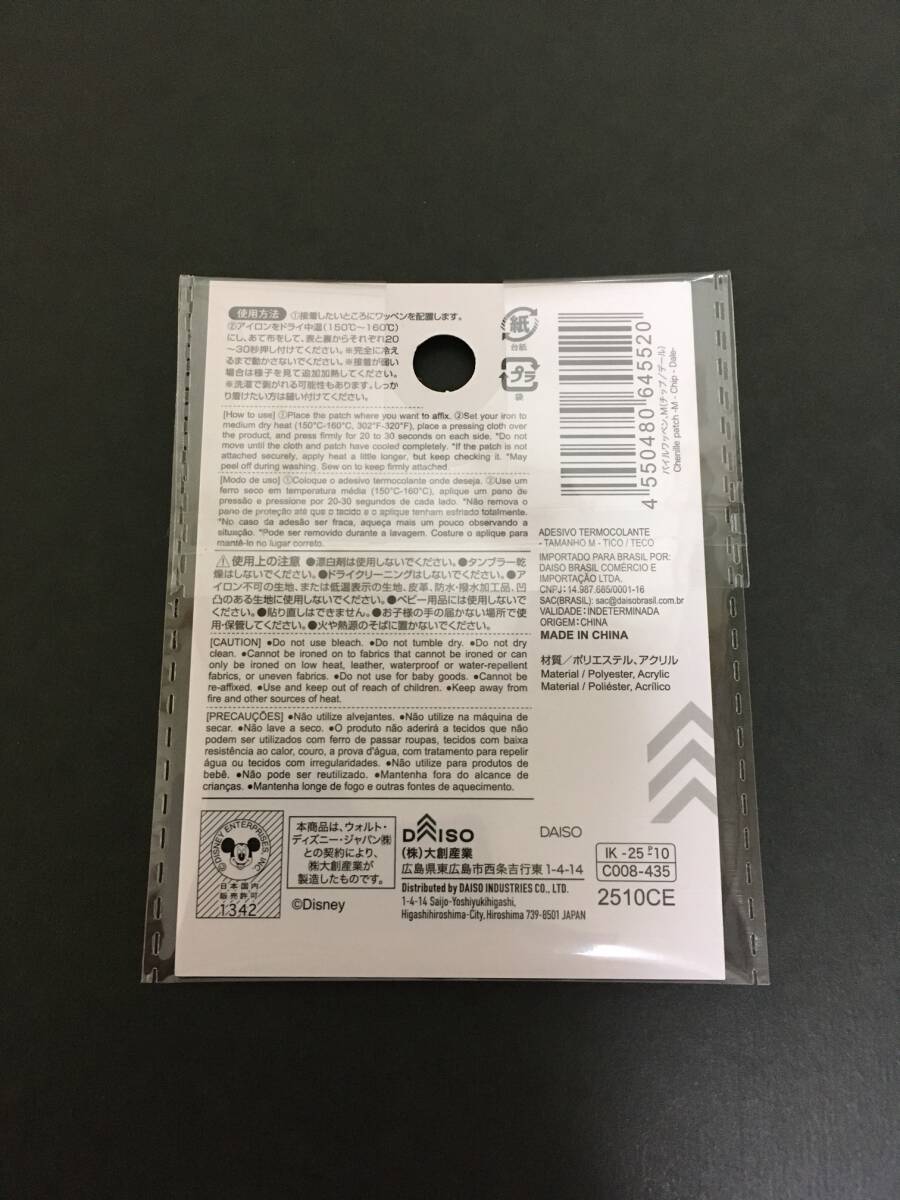 使用方法 ①接着したいところにワッペンを配置します。
②アイロンをドライ中温(150℃〜160℃)
にし、あて布をして、表と裏からそれぞれ20
〜30秒押し付けてください。※完全に冷え
るまで動かさないでください。※接着が弱い
場合は様子を見て追加加熱してください。
※洗濯で剥がれる可能性もあります。しっか
り着けたい方は縫い付けてください。
[How to use] ①Place the patch where you want to affix. ②Set your iron to
medium dry heat (150°C-160°C, 302°F-320°F), place a pressing cloth over
the product, and press firmly for 20 to 30 seconds on each side. *Do not
move until the cloth and patch have cooled completely. *If the patch is not
attached securely, apply heat a little longer, but keep checking it. *May
peel off during washing. Sew on to keep firmly attached.
[Modo de uso] ①Coloque o adesivo termocolante onde deseja. ②Use um
ferro seco em temperatura média (150°C-160°C), aplique um pano de
pressão e pressione por 20-30 segundos de cada lado. *Não remova o
pano de proteção até que o tecido e o aplique tenham esfriado totalmente.
*No caso da adesão ser fraca, aqueça mais um pouco observando a
situação. *Pode ser removido durante a lavagem. Costure o aplique para
mantê-lo no lugar correto.
使用上の注意 ●漂白剤は使用しないでください。●タンブラー乾
燥はしないでください。●ドライクリーニングはしないでください。●ア
イロン不可の生地、または低温表示の生地、皮革、防水・撥水加工品、凹
凸のある生地に使用しないでください。●ベビー用品には使用しないで
ください。●貼り直しはできません。●お子様の手の届かない場所で使
用・保管してください。●火や熱源のそばに置かないでください。
[CAUTION] ●Do not use bleach. ●Do not tumble dry. ●Do not dry
clean. ●Cannot be ironed on to fabrics that cannot be ironed or can
only be ironed on low heat, leather, waterproof or water-repellent
fabrics, or uneven fabrics. ●Do not use for baby goods. ●Cannot be
re-affixed. ●Use and keep out of reach of children. ●Keep away from
fire and other sources of heat.
[PRECAUÇÕES] ●Não utilize alvejantes. ●Não utilize na máquina de
secar. ●Não lave a seco. ●O produto não aderirá a tecidos que não
podem ser utilizados com ferro de passar roupas, tecidos com baixa
resistência ao calor, couro, a prova d'água, com tratamento para repelir
água ou tecidos com irregularidades. ●Não utilize para produtos de
bebê. ●Não pode ser reutilizado. ●Mantenha fora do alcance de
crianças. ●Mantenha longe de fogo e outras fontes de aquecimento.
紙
台紙
プラ
袋
4 550480 645520
パイルワッペン、M(チップ/デール)
Chenille patch -M - Chip - Dale-
ADESIVO TERMOCOLANTE
- TAMANHO M - TICO / TECO
IMPORTADO PARA BRASIL POR:
DAISO BRASIL COMÉRCIO E
IMPORTAÇÃO LTDA.
CNPJ: 14.987.685/0001-16
SAC(BRASIL): sac@daisobrasil.com.br
VALIDADE: INDETERMINADA
ORIGEM: CHINA
MADE IN CHINA
材質/ポリエステル、アクリル
Material / Polyester, Acrylic
Material / Poliéster, Acrílico
©DISNEY ENTERPRISES, INC
日本国内
販売許可
1342
本商品は、ウォルト・
ディズニー・ジャパン㈱
との契約により、
㈱大創産業が
製造したものです。
©Disney
DAISO
(株)大創産業
広島県東広島市西条吉行東1-4-14
Distributed by DAISO INDUSTRIES CO., LTD.
1-4-14 Saijo-Yoshiyukihigashi,
Higashihiroshima-City, Hiroshima 739-8501 JAPAN
DAISO
IK -25 P10
C008-435
2510CE